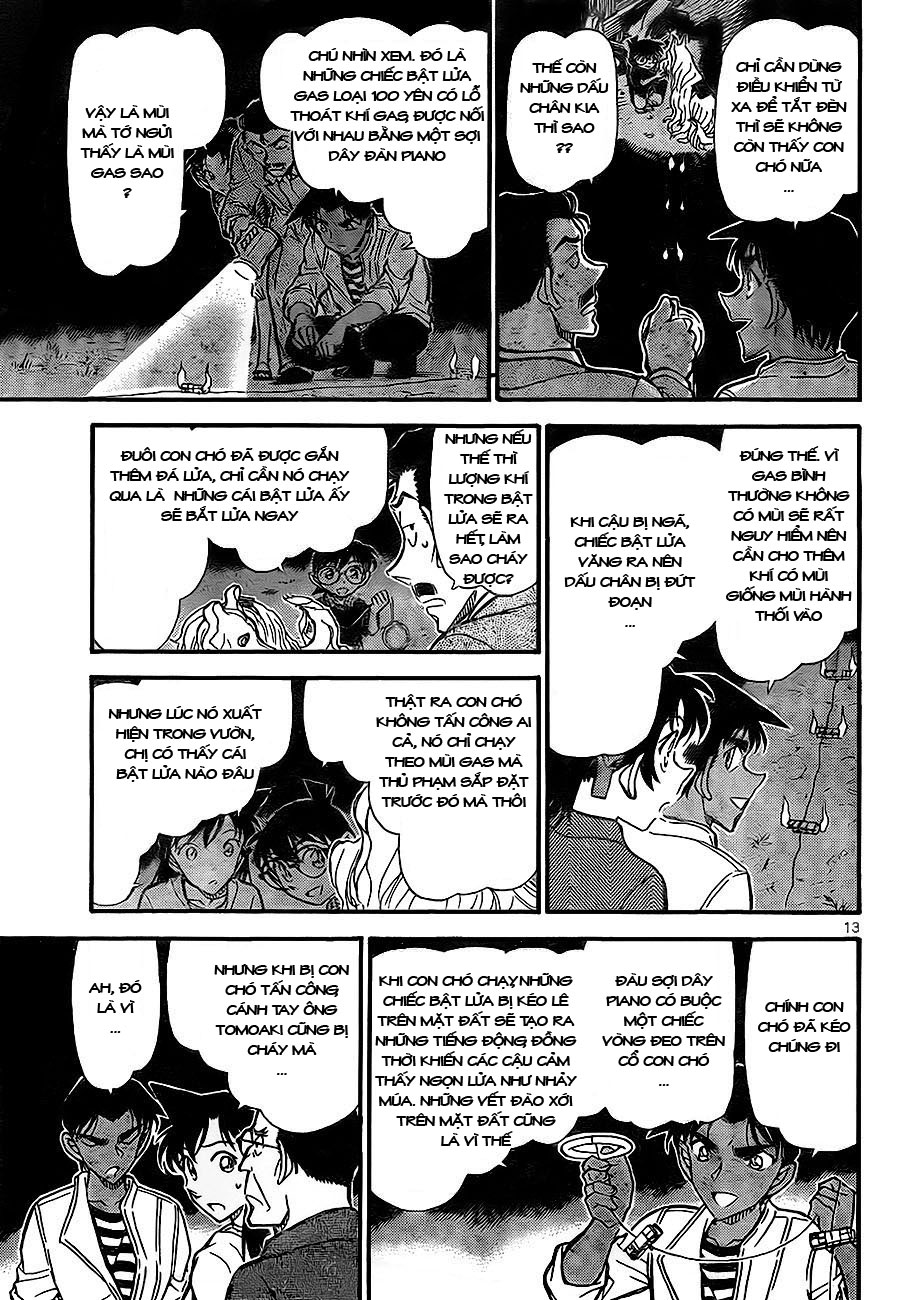 CHỈ CẦN DÙNG
ĐIỀU KHIỂN TỪ
XA ĐỂ TẮT ĐÈN
THÌ SẼ KHÔNG
CÒN THẤY CON
CHÓ NỮA
...
THẾ CÒN
NHỮNG DẤU
CHÂN KIA
THÌ SAO
??
CHÚ NHÌN XEM. ĐÓ LÀ
NHỮNG CHIẾC BẬT LỬA
GAS LOẠI 100 YÊN CÓ LỖ
THOÁT KHÍ GAS, ĐƯỢC NỐI
VỚI NHAU BẰNG MỘT SỢI
DÂY ĐÀN PIANO
VẬY LÀ MÙI
MÀ TỚ NGỬI
THẤY LÀ MÙI
GAS SAO
?
ĐÚNG THẾ. VÌ
GAS BÌNH
THƯỜNG KHÔNG
CÓ MÙI SẼ RẤT
NGUY HIỂM NÊN
CẦN CHO THÊM
KHÍ CÓ MÙI
GIỐNG MÙI HÀNH
THỐI VÀO
KHI CẬU BỊ NGÃ,
CHIẾC BẬT LỬA
VĂNG RA NÊN
DẤU CHÂN BỊ ĐỨT
ĐOẠN
...
NHƯNG NẾU
THẾ THÌ
LƯỢNG KHÍ
TRONG BẬT
LỬA SẼ RA
HẾT, LÀM
SAO CHÁY
ĐƯỢC?
ĐUÔI CON CHÓ ĐÃ ĐƯỢC GẮN
THÊM ĐÁ LỬA, CHỈ CẦN NÓ CHẠY
QUA LÀ NHỮNG CÁI BẬT LỬA ẤY
SẼ BẮT LỬA NGAY
THẬT RA CON CHÓ
KHÔNG TẤN CÔNG AI
CẢ, NÓ CHỈ CHẠY
THEO MÙI GAS MÀ
THỦ PHẠM SẮP ĐẶT
TRƯỚC ĐÓ MÀ THÔI
NHƯNG LÚC NÓ XUẤT
HIỆN TRONG VƯỜN,
CHỊ CÓ THẤY CÁI
BẬT LỬA NÀO ĐÂU
13
CHÍNH CON
CHÓ ĐÃ KÉO
CHÚNG ĐI
ĐẦU SỢI DÂY
PIANO CÓ BUỘC
MỘT CHIẾC
VÒNG ĐEO TRÊN
CỔ CON CHÓ
...
KHI CON CHÓ CHẠY, NHỮNG
CHIẾC BẬT LỬA BỊ KÉO LÊ
TRÊN MẶT ĐẤT SẼ TẠO RA
NHỮNG TIẾNG ĐỘNG, ĐỒNG
THỜI KHIẾN CÁC CẬU CẢM
THẤY NGỌN LỬA NHƯ NHẢY
MÚA. NHỮNG VẾT ĐÀO XỚI
TRÊN MẶT ĐẤT CŨNG
LÀ VÌ THẾ
NHƯNG KHI BỊ CON
CHÓ TẤN CÔNG,
CÁNH TAY ÔNG
TOMOAKI CŨNG BỊ
CHÁY MÀ
...
AH, ĐÓ
LÀ VÌ
...